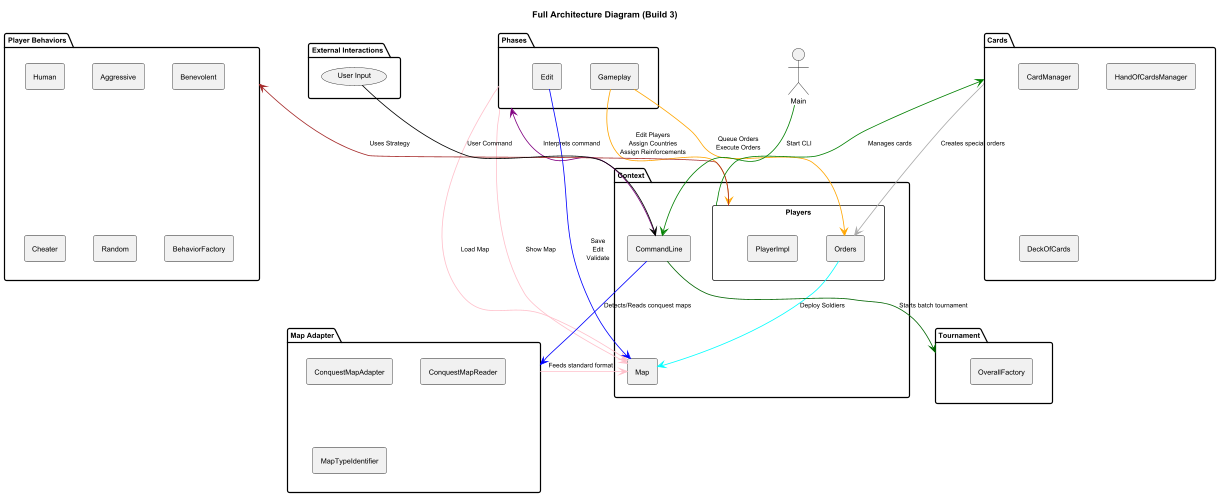 Full Architecture Diagram (Build 3)
Player Behaviors
Human
Aggressive
Benevolent
Cheater
Random
BehaviorFactory
External Interactions
User Input
Phases
Edit
Gameplay
Main
Cards
CardManager
HandOfCardsManager
DeckOfCards
Uses Strategy
User Command
Interprets command
Edit Players
Assign Countries
Assign Reinforcements
Queue Orders
Execute Orders
Start CLI
Manages cards
Creates special orders
Context
Players
PlayerImpl
Orders
CommandLine
Map
Load Map
Show Map
Save
Edit
Validate
Detects/Reads conquest maps
Deploy Soldiers
Starts batch tournament
Map Adapter
ConquestMapAdapter
ConquestMapReader
MapTypeIdentifier
Feeds standard format
Tournament
OverallFactory